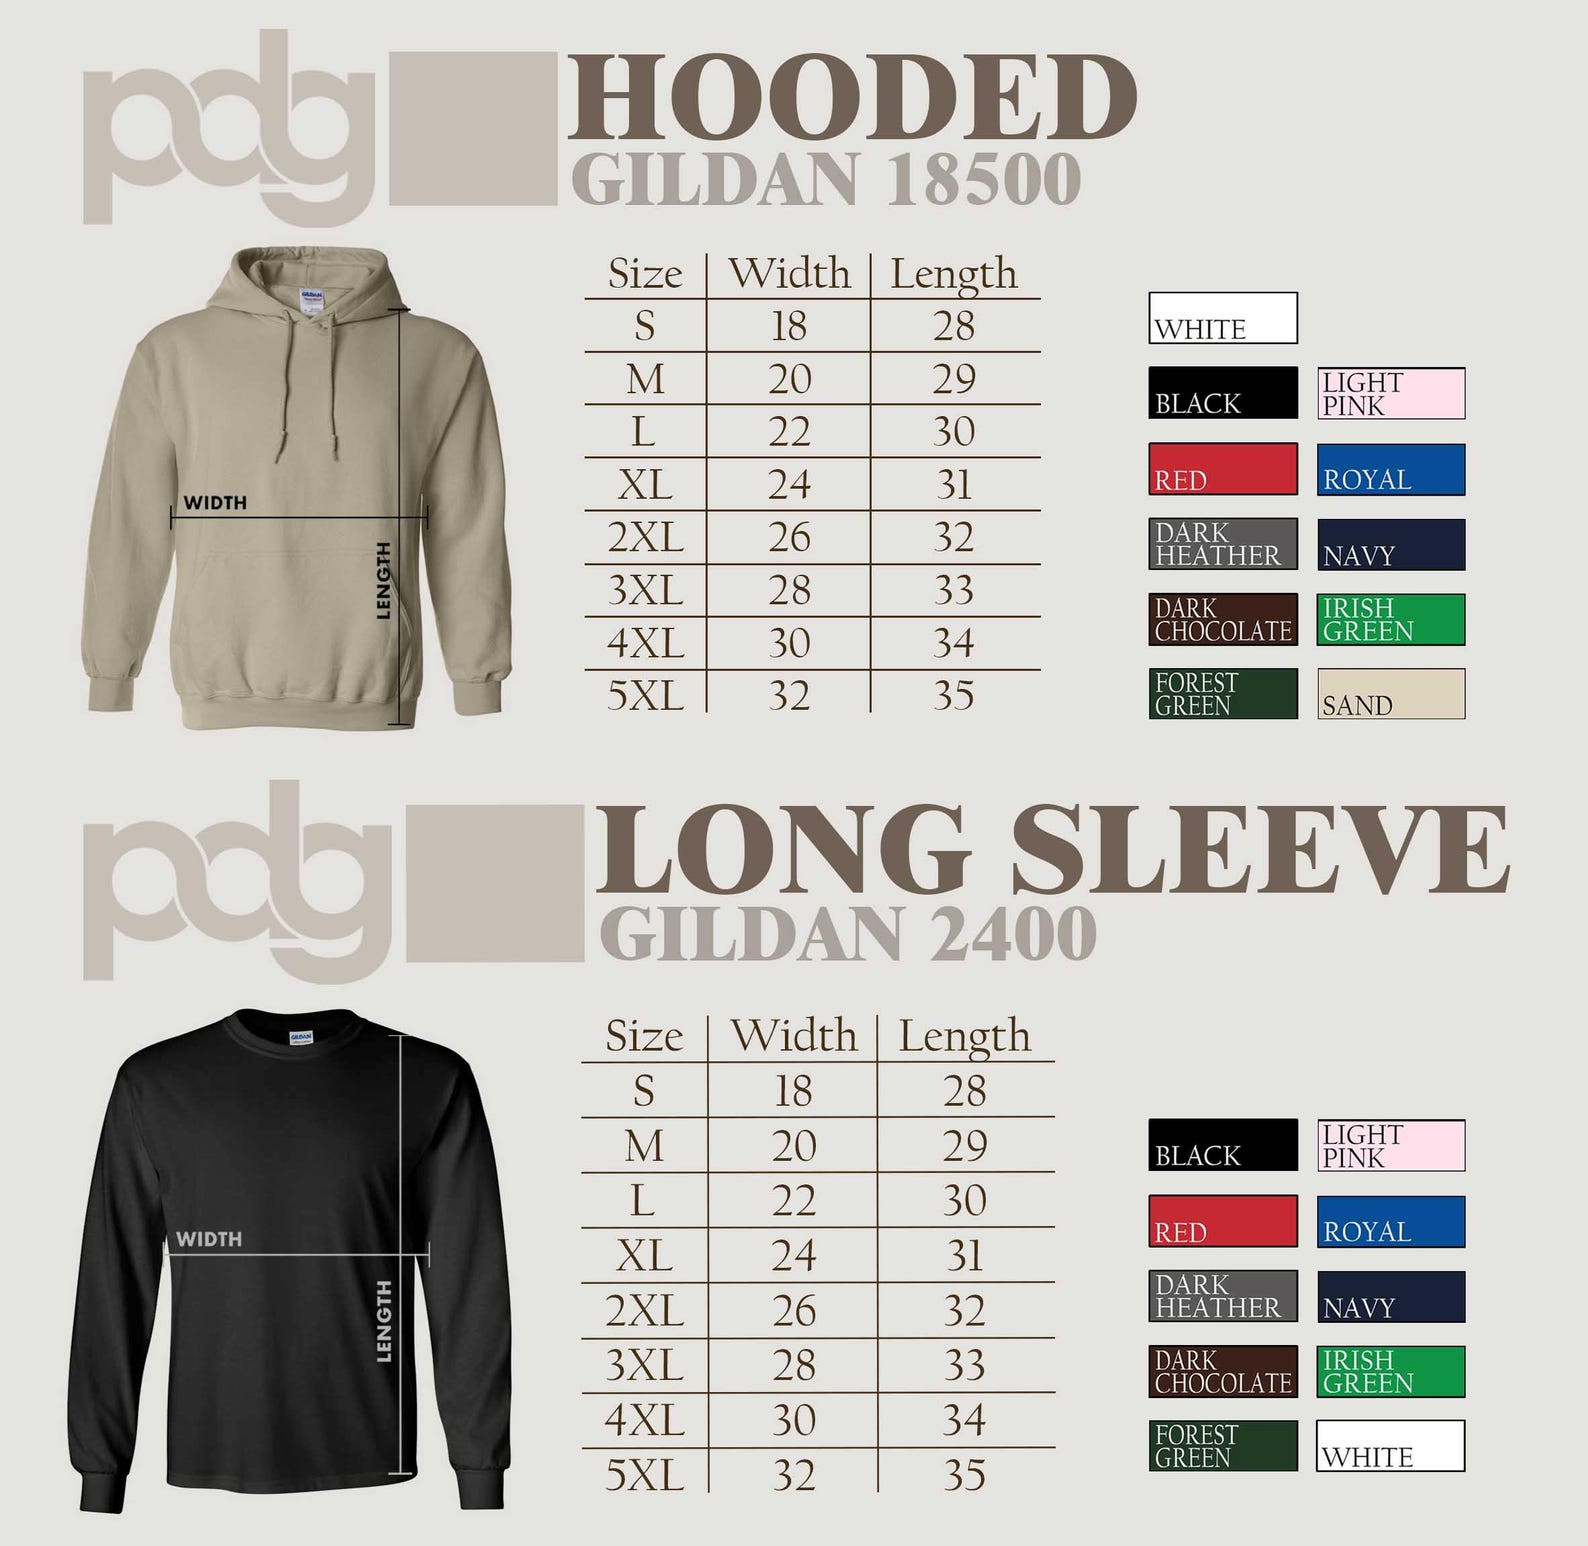 pdg
HOODED
GILDAN 18500
GILDAN
WIDTH
LENGTH
Size Width Length
S 18 28
M 20 29
L 22 30
XL 24 31
2XL 26 32
3XL 28 33
4XL 30 34
5XL 32 35
WHITE
BLACK
LIGHT
PINK
RED
ROYAL
DARK
HEATHER
NAVY
DARK
CHOCOLATE
IRISH
GREEN
FOREST
GREEN
SAND
pdg
LONG SLEEVE
GILDAN 2400
GILDAN
WIDTH
LENGTH
Size Width Length
S 18 28
M 20 29
L 22 30
XL 24 31
2XL 26 32
3XL 28 33
4XL 30 34
5XL 32 35
BLACK
LIGHT
PINK
RED
ROYAL
DARK
HEATHER
NAVY
DARK
CHOCOLATE
IRISH
GREEN
FOREST
GREEN
WHITE